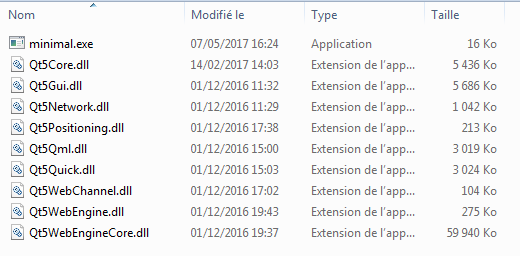 Nom Modifié le Type Taille
minimal.exe 07/05/2017 16:24 Application 16 Ko
Qt5Core.dll 14/02/2017 14:03 Extension de l'app... 5 436 Ko
Qt5Gui.dll 01/12/2016 11:32 Extension de l'app... 5 686 Ko
Qt5Network.dll 01/12/2016 11:29 Extension de l'app... 1 042 Ko
Qt5Positioning.dll 01/12/2016 17:38 Extension de l'app... 213 Ko
Qt5Qml.dll 01/12/2016 15:00 Extension de l'app... 3 019 Ko
Qt5Quick.dll 01/12/2016 15:03 Extension de l'app... 3 024 Ko
Qt5WebChannel.dll 01/12/2016 17:02 Extension de l'app... 104 Ko
Qt5WebEngine.dll 01/12/2016 19:43 Extension de l'app... 275 Ko
Qt5WebEngineCore.dll 01/12/2016 19:37 Extension de l'app... 59 940 Ko